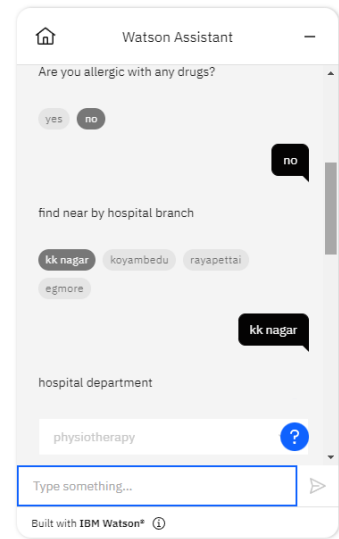 Watson Assistant
Are you allergic with any drugs?
yes no
no
find near by hospital branch
kk nagar koyambedu rayapettai
egmore
kk nagar
hospital department
physiotherapy ?
Type something...
Built with IBM Watson® i